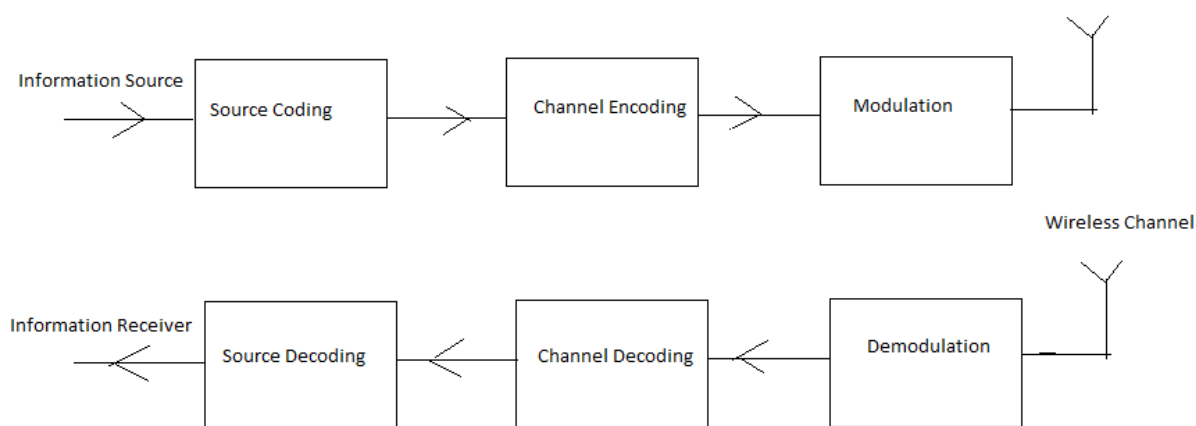 Information Source
Source Coding
Channel Encoding
Modulation
Wireless Channel
Information Receiver
Source Decoding
Channel Decoding
Demodulation